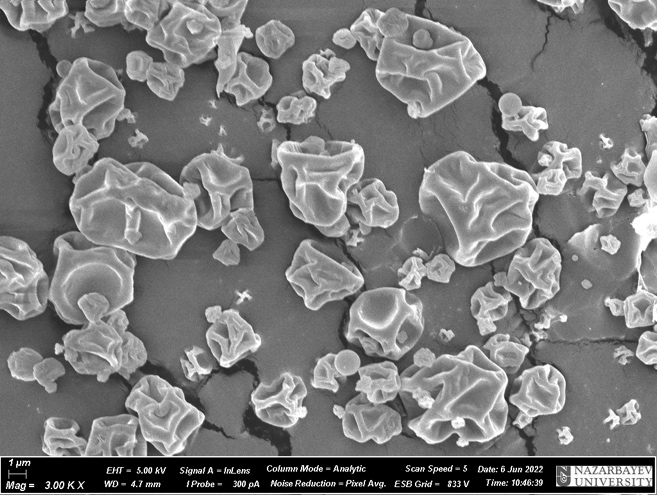 1 µm
EHT = 5.00 kV Signal A = InLens Column Mode = Analytic Scan Speed = 5 Date: 6 Jun 2022 NAZARBAYEV
Mag = 3.00 K X WD = 4.7 mm I Probe = 300 pA Noise Reduction = Pixel Avg. ESB Grid = 833 V Time: 10:46:39 UNIVERSITY